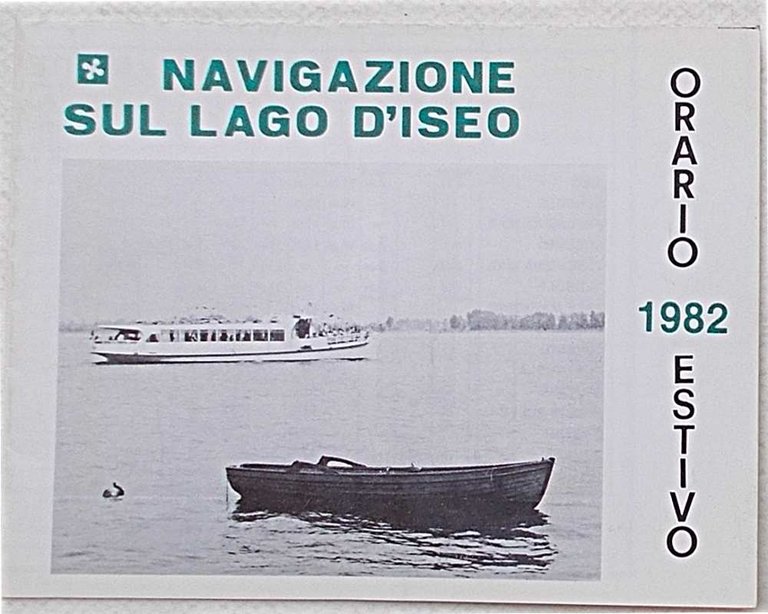 NAVIGAZIONE
SUL LAGO D'ISEO
ORARIO
1982
ESTIVO